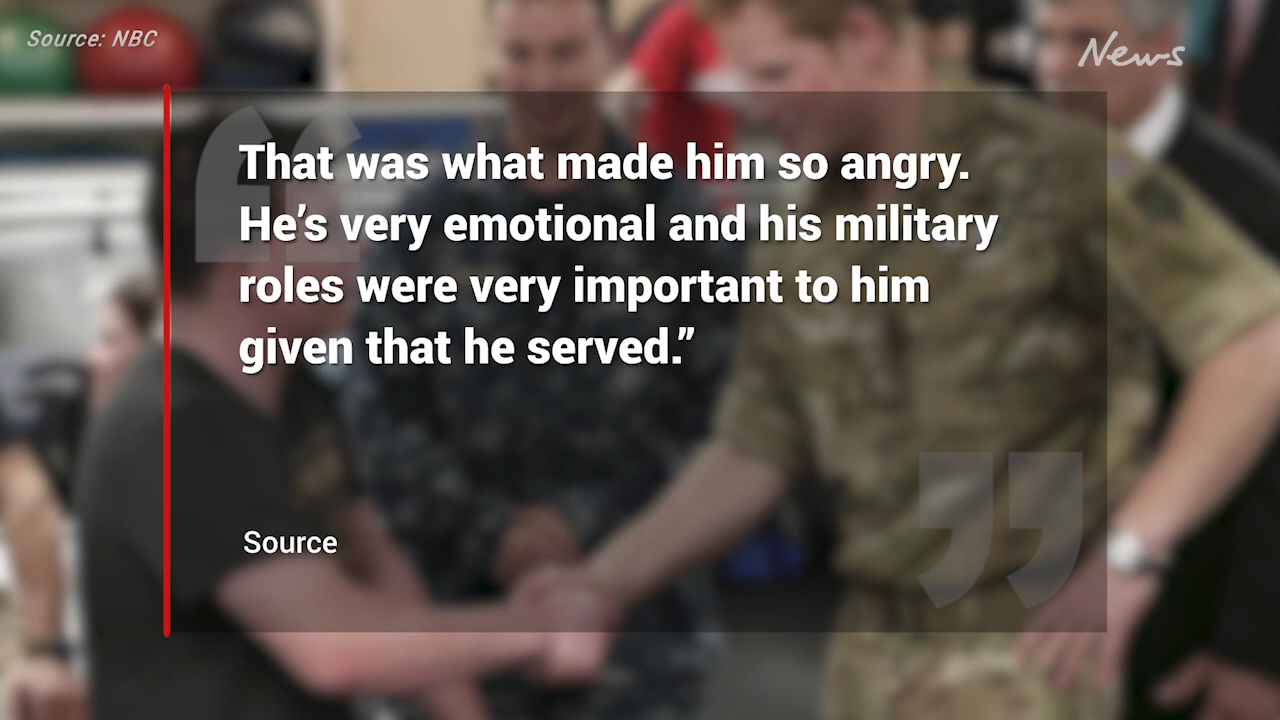 Source: NBC
News
That was what made him so angry.
He’s very emotional and his military
roles were very important to him
given that he served.”
Source